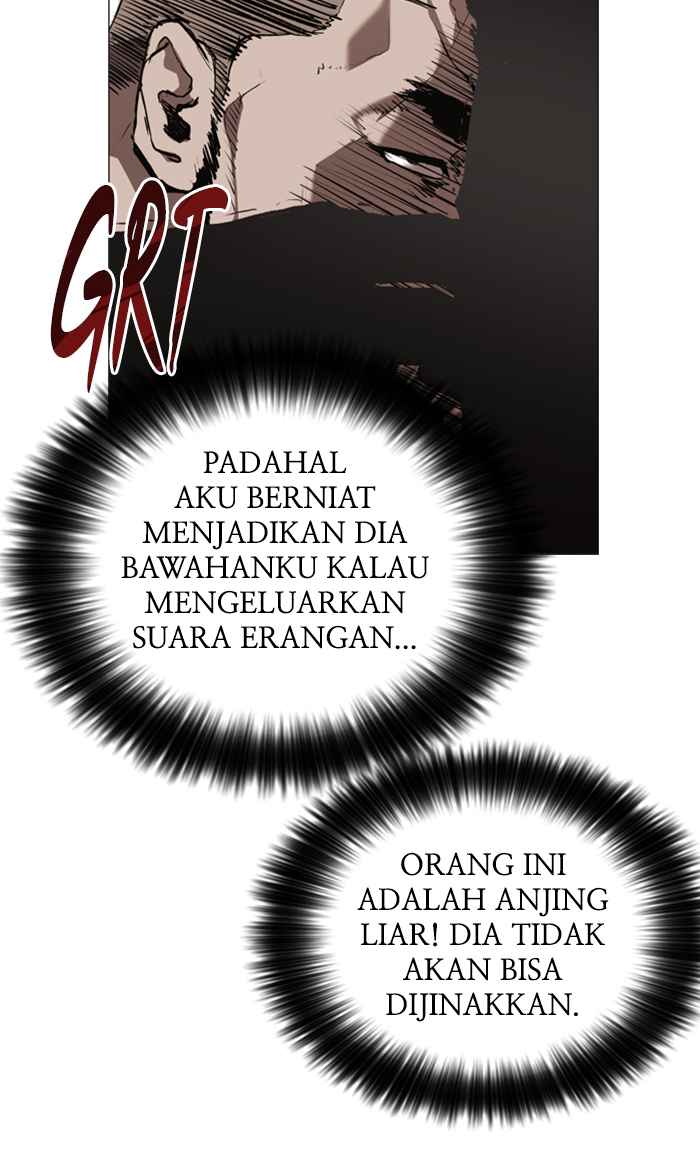 GRT
PADAHAL
AKU BERNIAT
MENJADIKAN DIA
BAWAHANKU KALAU
MENGELUARKAN
SUARA ERANGAN...
ORANG INI
ADALAH ANJING
LIAR! DIA TIDAK
AKAN BISA
DIJINAKKAN.